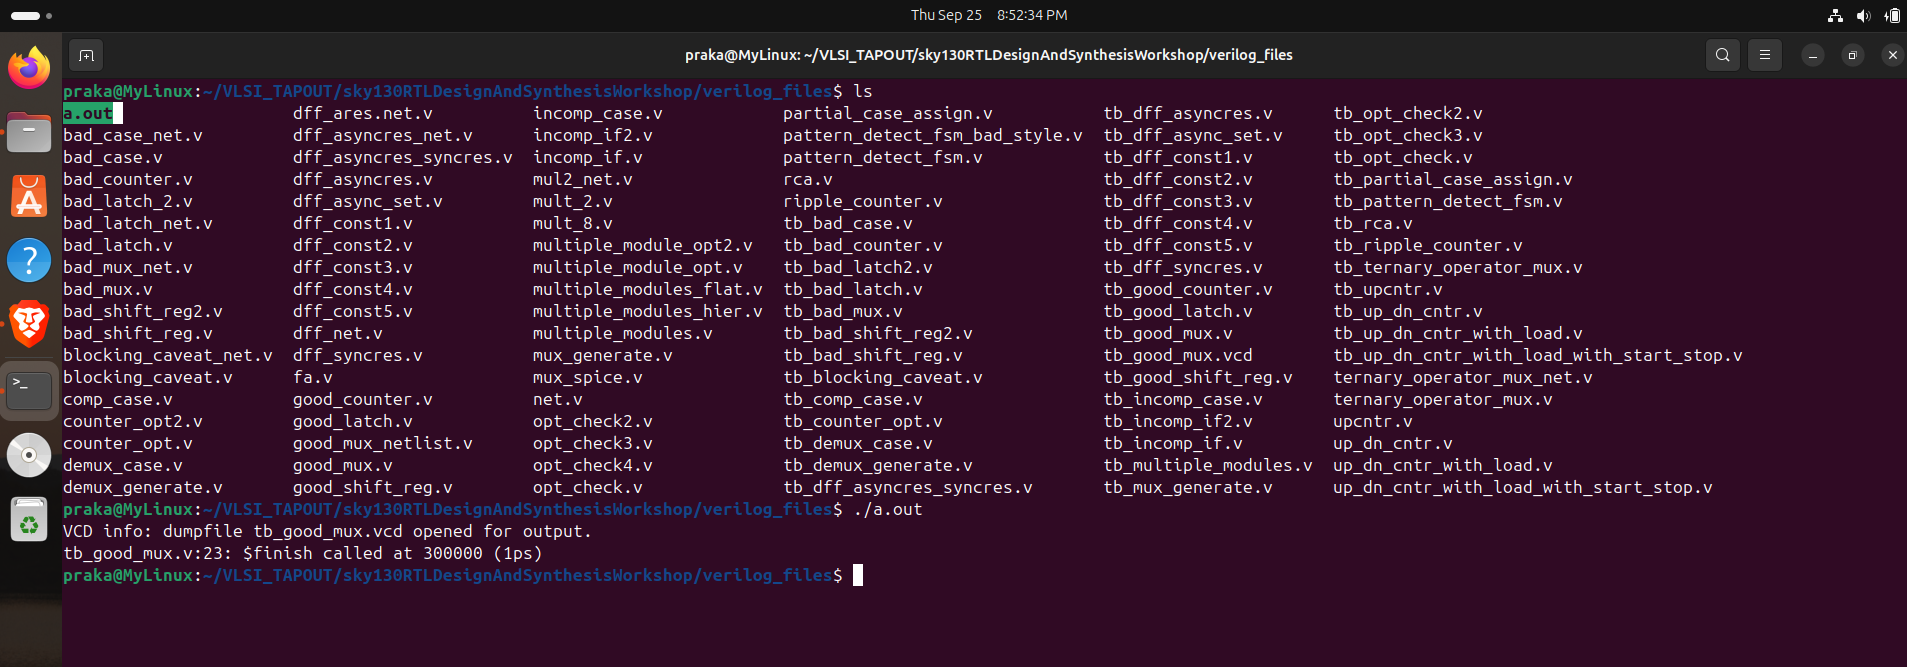 Thu Sep 25 8:52:34 PM
praka@MyLinux: ~/VLSI_TAPOUT/sky130RTLDesignAndSynthesisWorkshop/verilog_files
praka@MyLinux:~/VLSI_TAPOUT/sky130RTLDesignAndSynthesisWorkshop/verilog_files$ ls
a.out dff_ares.net.v incomp_case.v partial_case_assign.v tb_dff_asyncres.v tb_opt_check2.v
bad_case_net.v dff_asyncres_net.v incomp_if2.v pattern_detect_fsm_bad_style.v tb_dff_async_set.v tb_opt_check3.v
bad_case.v dff_asyncres_syncres.v incomp_if.v pattern_detect_fsm.v tb_dff_const1.v tb_opt_check.v
bad_counter.v dff_asyncres.v mul2_net.v rca.v tb_dff_const2.v tb_partial_case_assign.v
bad_latch_2.v dff_async_set.v mult_2.v ripple_counter.v tb_dff_const3.v tb_pattern_detect_fsm.v
bad_latch_net.v dff_const1.v mult_8.v tb_bad_case.v tb_dff_const4.v tb_rca.v
bad_latch.v dff_const2.v multiple_module_opt2.v tb_bad_counter.v tb_dff_const5.v tb_ripple_counter.v
bad_mux_net.v dff_const3.v multiple_module_opt.v tb_bad_latch2.v tb_dff_syncres.v tb_ternary_operator_mux.v
bad_mux.v dff_const4.v multiple_modules_flat.v tb_bad_latch.v tb_good_counter.v tb_upcntr.v
bad_shift_reg2.v dff_const5.v multiple_modules_hier.v tb_bad_mux.v tb_good_latch.v tb_up_dn_cntr.v
bad_shift_reg.v dff_net.v multiple_modules.v tb_bad_shift_reg2.v tb_good_mux.v tb_up_dn_cntr_with_load.v
blocking_caveat_net.v dff_syncres.v mux_generate.v tb_bad_shift_reg.v tb_good_mux.vcd tb_up_dn_cntr_with_load_with_start_stop.v
blocking_caveat.v fa.v mux_spice.v tb_blocking_caveat.v tb_good_shift_reg.v ternary_operator_mux_net.v
comp_case.v good_counter.v net.v tb_comp_case.v tb_incomp_case.v ternary_operator_mux.v
counter_opt2.v good_latch.v opt_check2.v tb_counter_opt.v tb_incomp_if2.v upcntr.v
counter_opt.v good_mux_netlist.v opt_check3.v tb_demux_case.v tb_incomp_if.v up_dn_cntr.v
demux_case.v good_mux.v opt_check4.v tb_demux_generate.v tb_multiple_modules.v up_dn_cntr_with_load.v
demux_generate.v good_shift_reg.v opt_check.v tb_dff_asyncres_syncres.v tb_mux_generate.v up_dn_cntr_with_load_with_start_stop.v
praka@MyLinux:~/VLSI_TAPOUT/sky130RTLDesignAndSynthesisWorkshop/verilog_files$ ./a.out
VCD info: dumpfile tb_good_mux.vcd opened for output.
tb_good_mux.v:23: $finish called at 300000 (1ps)
praka@MyLinux:~/VLSI_TAPOUT/sky130RTLDesignAndSynthesisWorkshop/verilog_files$